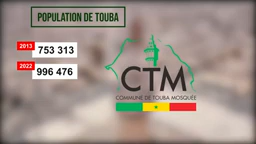 POPULATION DE TOUBA
2013
753 313
2022
996 476
CTM
COMMUNE DE TOUBA MOSQUÉE